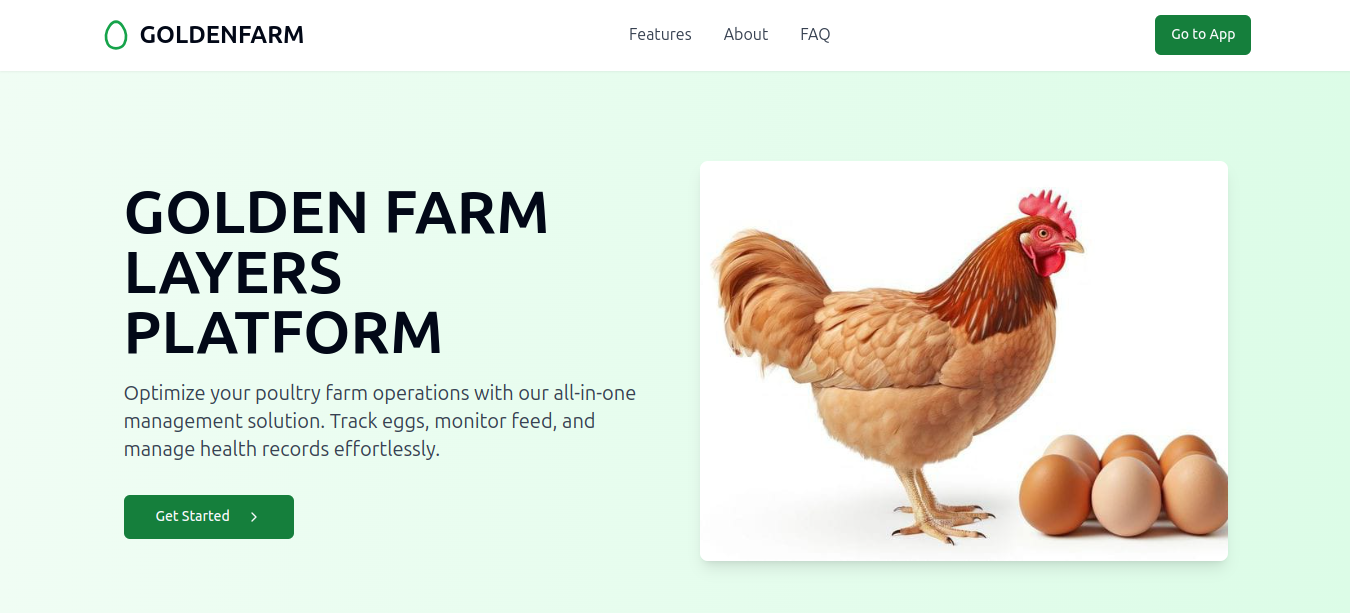 GOLDENFARM
Features
About
FAQ
Go to App
GOLDEN FARM
LAYERS
PLATFORM
Optimize your poultry farm operations with our all-in-one
management solution. Track eggs, monitor feed, and
manage health records effortlessly.
Get Started